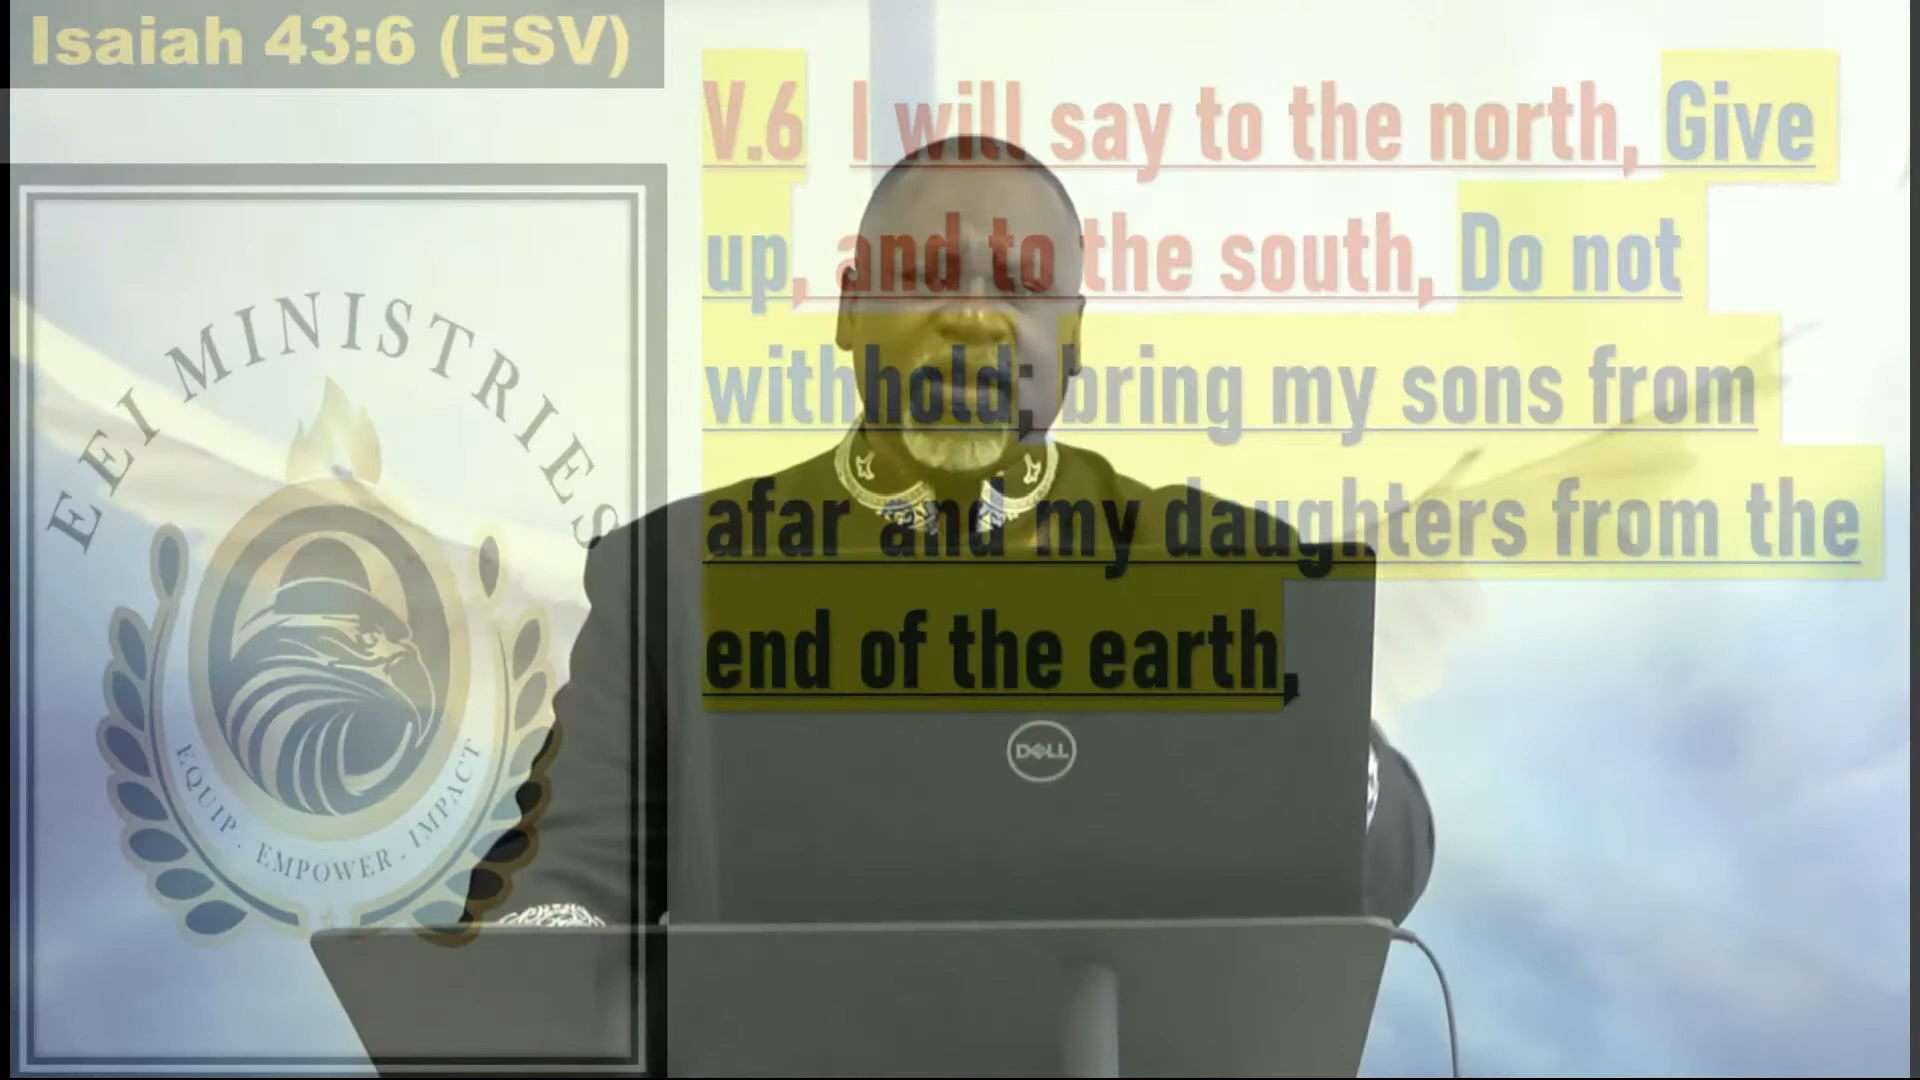 Isaiah 43:6 (ESV)
V.6 I will say to the north, Give
up, and to the south, Do not
withhold; bring my sons from
afar and my daughters from the
end of the earth,
EEI MINISTRIES
EQUIP . EMPOWER . IMPACT
DELL